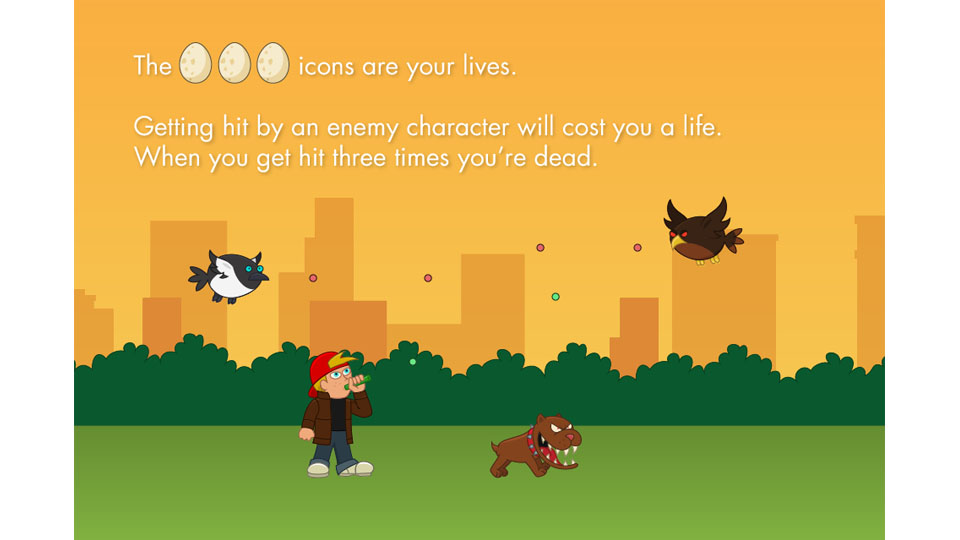 The icons are your lives.
Getting hit by an enemy character will cost you a life.
When you get hit three times you're dead.